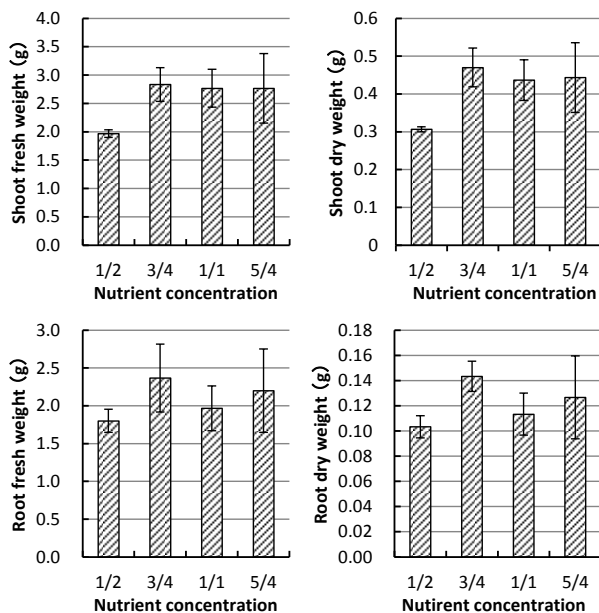 Shoot fresh weight (g)
4.0
3.5
3.0
2.5
2.0
1.5
1.0
0.5
0.0
1/2 3/4 1/1 5/4
Nutrient concentration
Shoot dry weight (g)
0.6
0.5
0.4
0.3
0.2
0.1
0
1/2 3/4 1/1 5/4
Nutrient concentration
Root fresh weight (g)
3.0
2.5
2.0
1.5
1.0
0.5
0.0
1/2 3/4 1/1 5/4
Nutrient concentration
Root dry weight (g)
0.18
0.16
0.14
0.12
0.10
0.08
0.06
0.04
0.02
0.00
1/2 3/4 1/1 5/4
Nutrient concentration